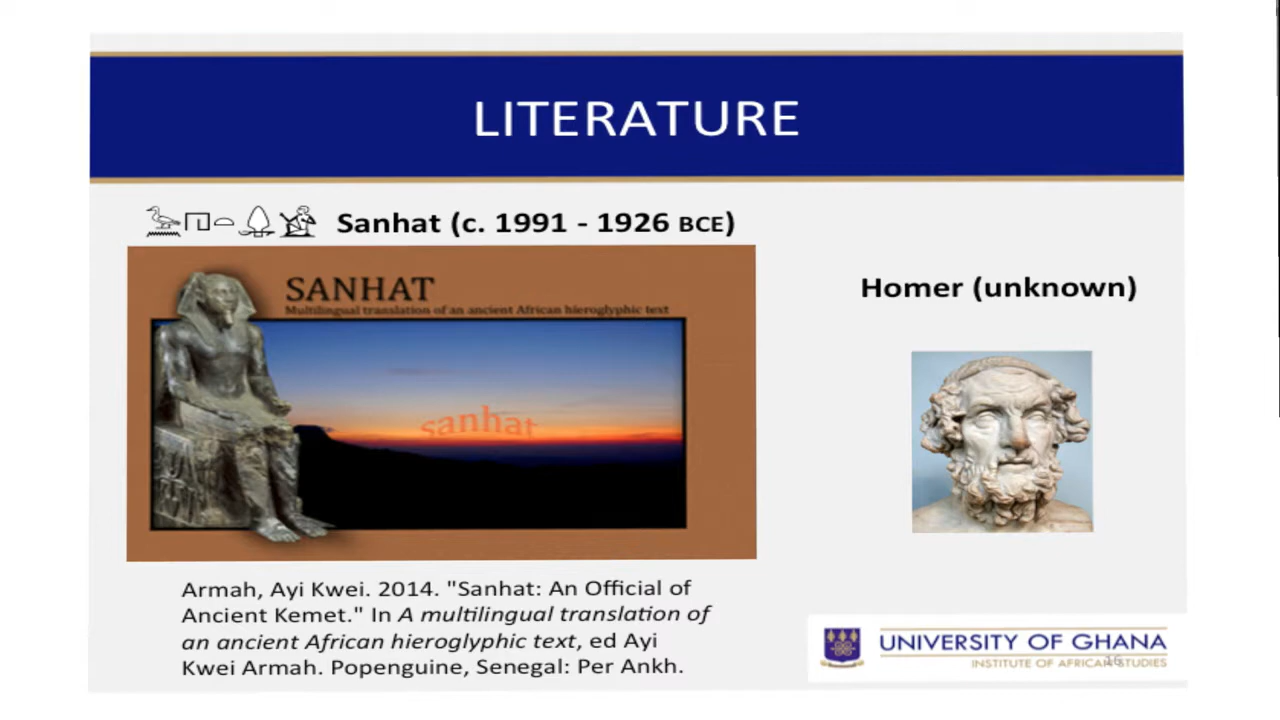 LITERATURE
Sanhat (c. 1991 - 1926 BCE)
SANHAT
Multilingual translation of an ancient African hieroglyphic text
sanhat
Homer (unknown)
Armah, Ayi Kwei. 2014. "Sanhat: An Official of
Ancient Kemet." In A multilingual translation of
an ancient African hieroglyphic text, ed Ayi
Kwei Armah. Popenguine, Senegal: Per Ankh.
UNIVERSITY OF GHANA
INSTITUTE OF AFRICAN STUDIES
16